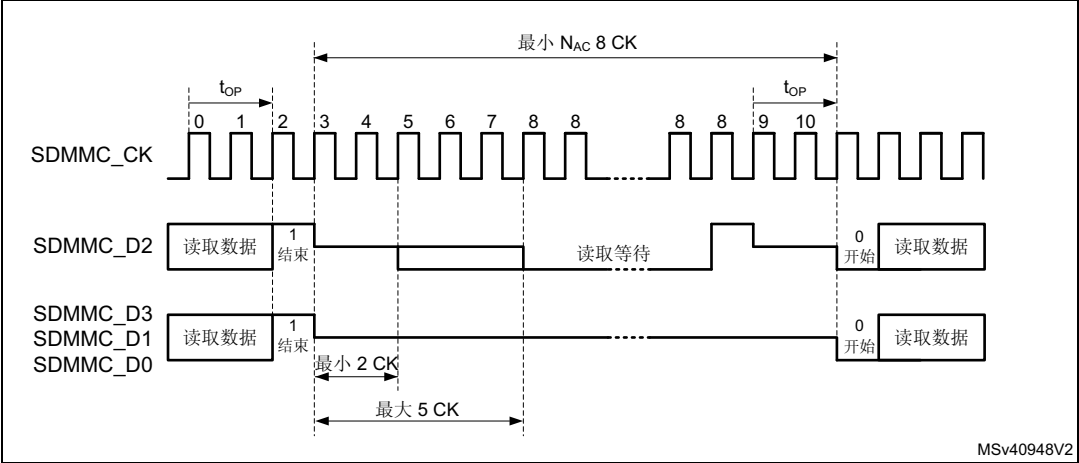 最小 NAC 8 CK
tOP tOP
0 1 2 3 4 5 6 7 8 8 8 8 9 10
SDMMC_CK
SDMMC_D2 读取数据 1 结束 读取等待 0 开始 读取数据
SDMMC_D3
SDMMC_D1 读取数据 1 结束 0 开始 读取数据
SDMMC_D0
最小 2 CK
最大 5 CK
MSv40948V2